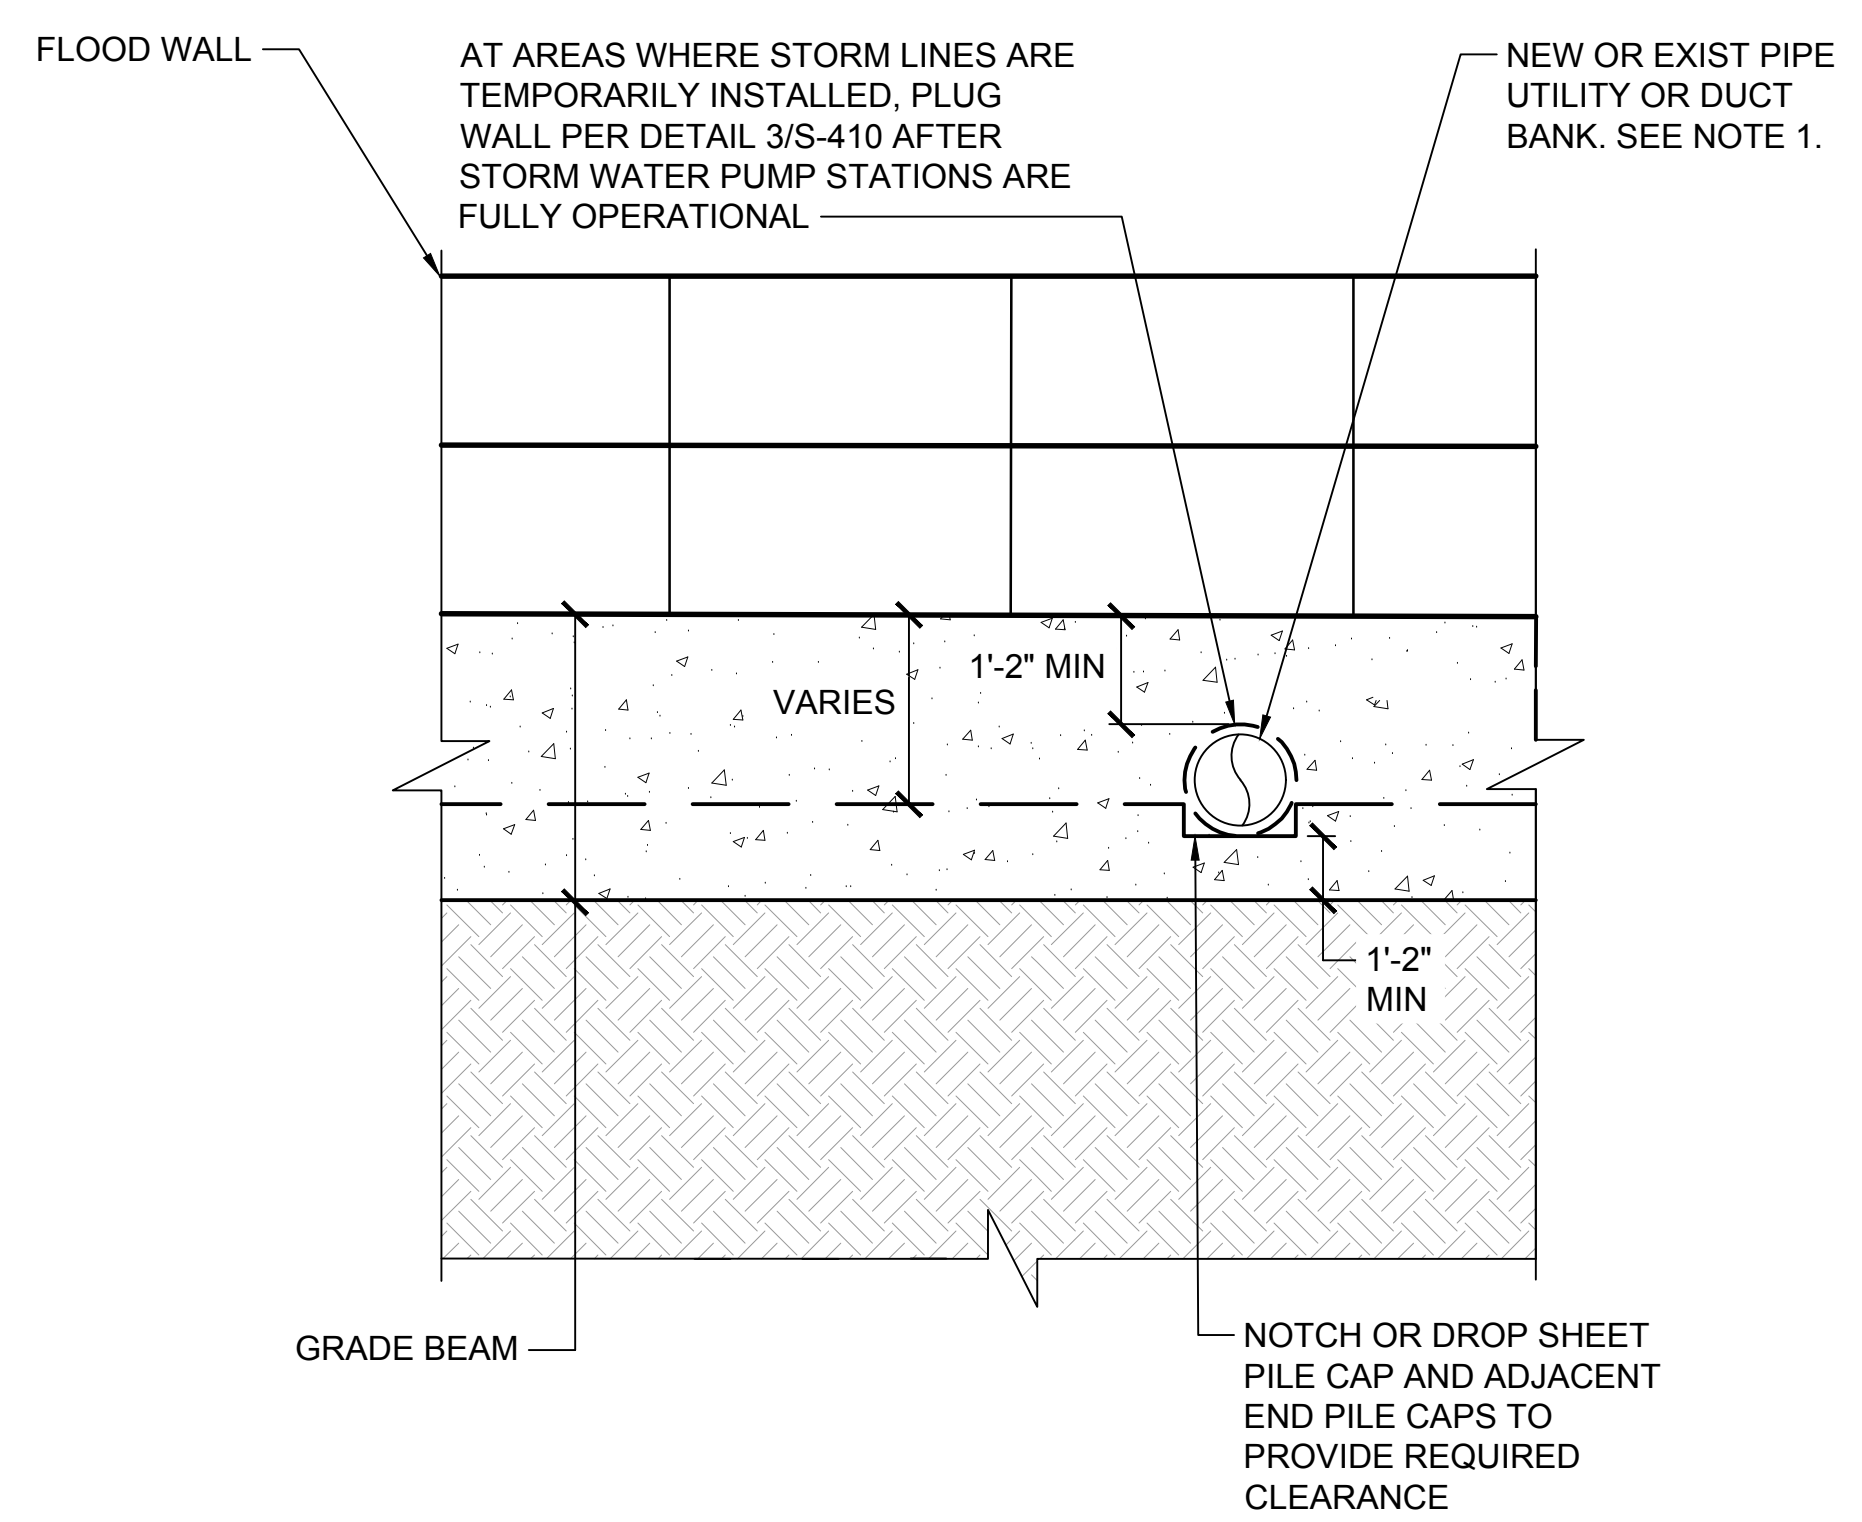 FLOOD WALL
AT AREAS WHERE STORM LINES ARE
TEMPORARILY INSTALLED, PLUG
WALL PER DETAIL 3/S-410 AFTER
STORM WATER PUMP STATIONS ARE
FULLY OPERATIONAL
NEW OR EXIST PIPE
UTILITY OR DUCT
BANK. SEE NOTE 1.
1'-2" MIN
VARIES
1'-2"
MIN
GRADE BEAM
NOTCH OR DROP SHEET
PILE CAP AND ADJACENT
END PILE CAPS TO
PROVIDE REQUIRED
CLEARANCE